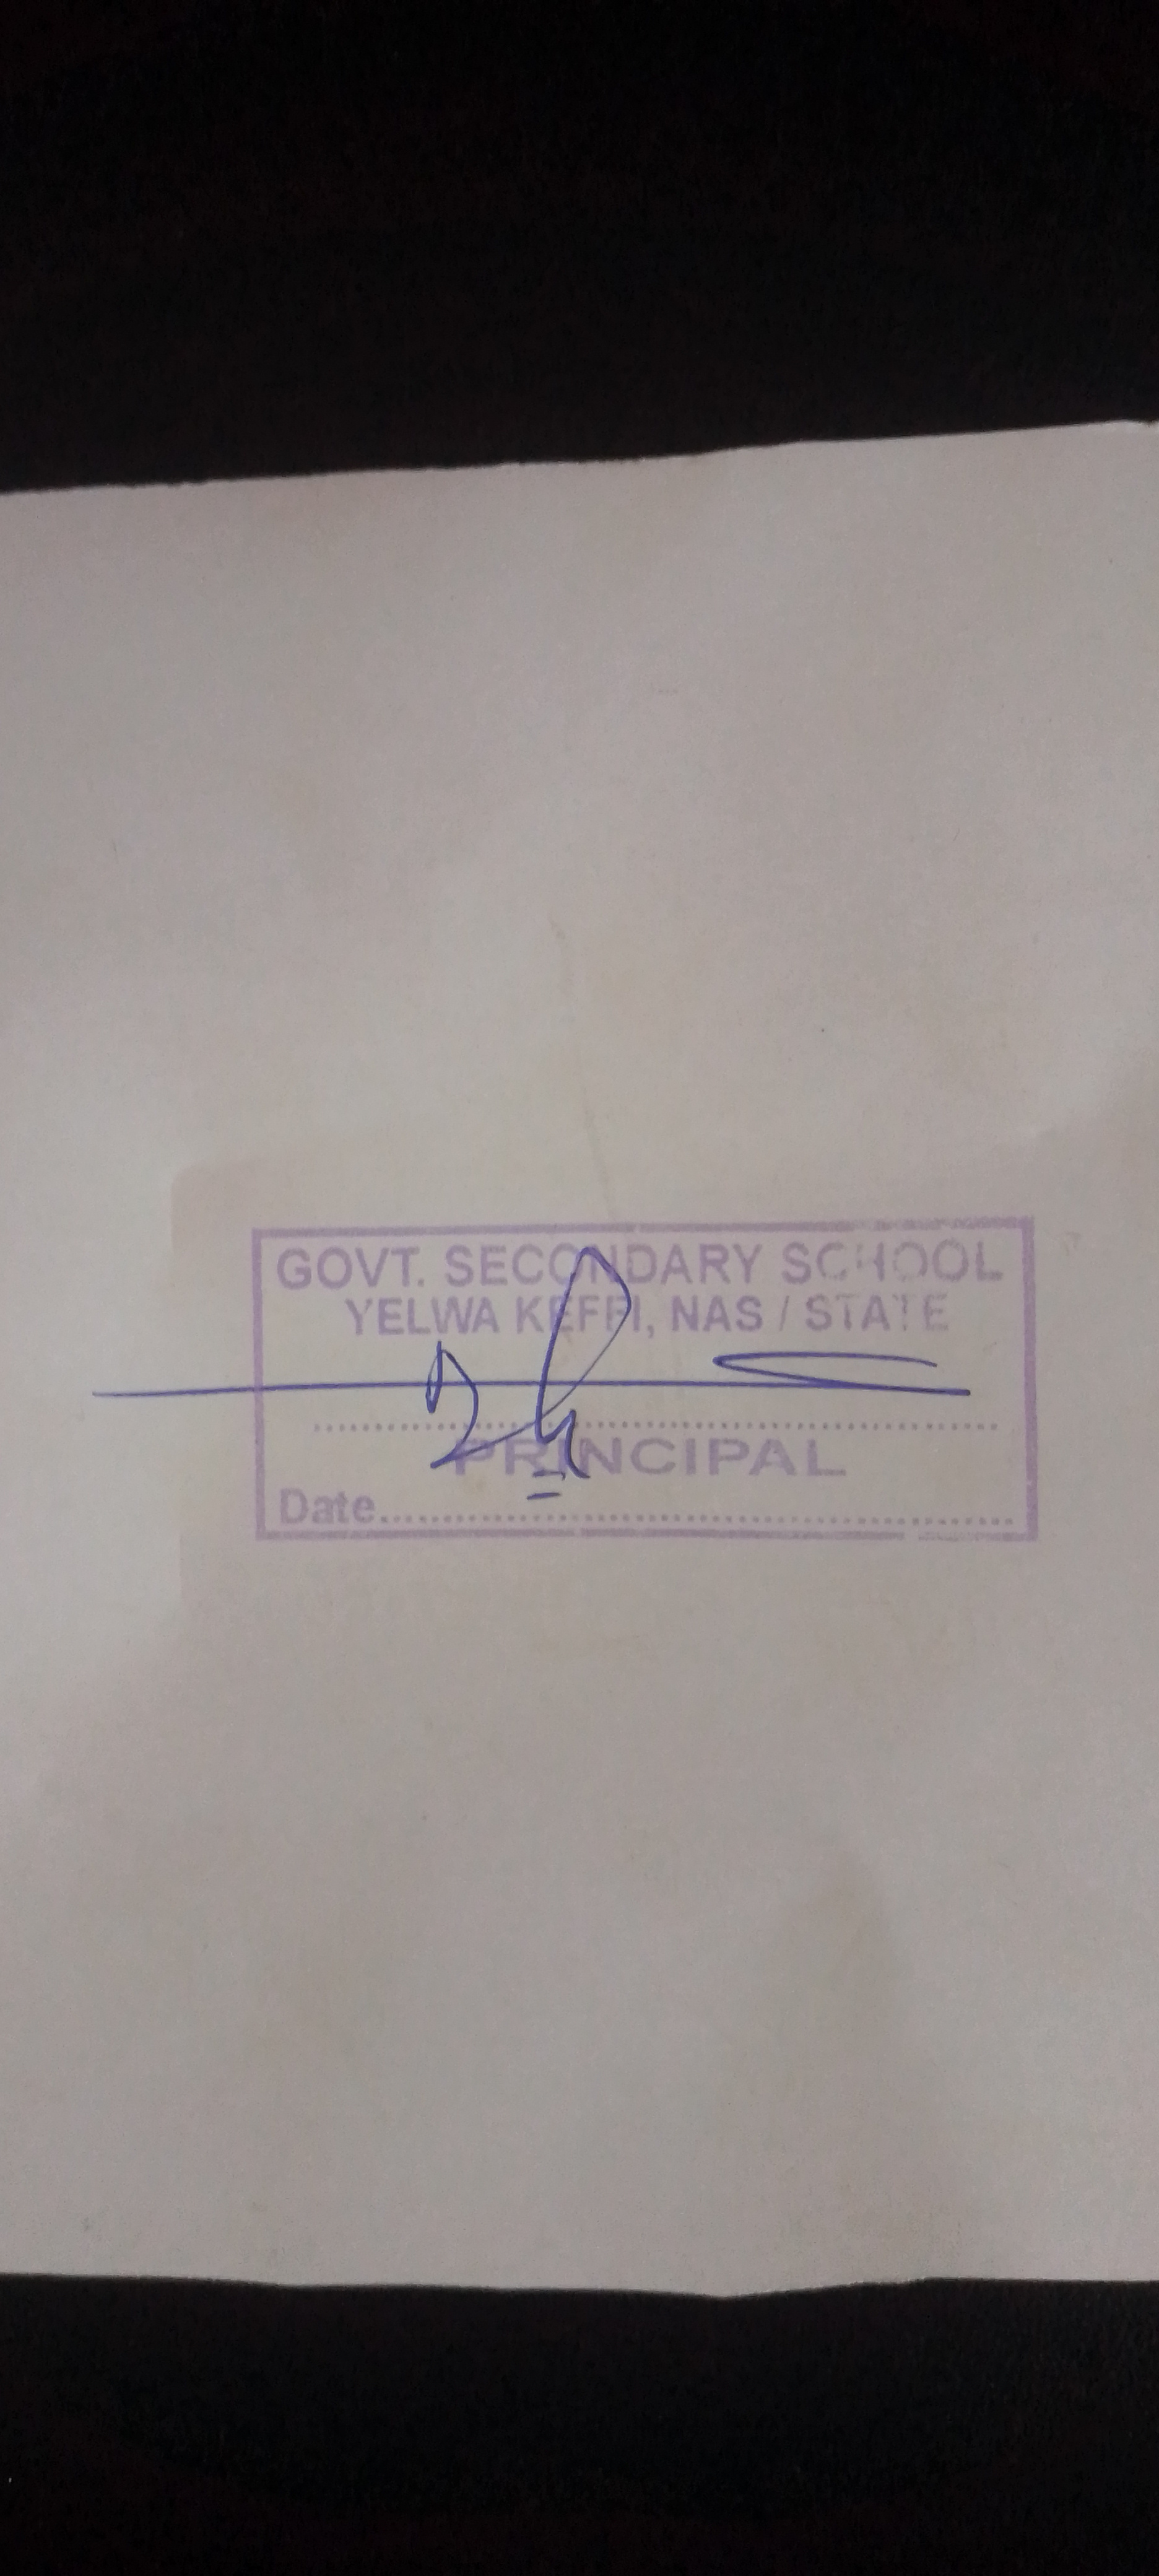 GOVT. SECONDARY SCHOOL
YELWA KEFFI, NAS / STATE
PRINCIPAL
Date